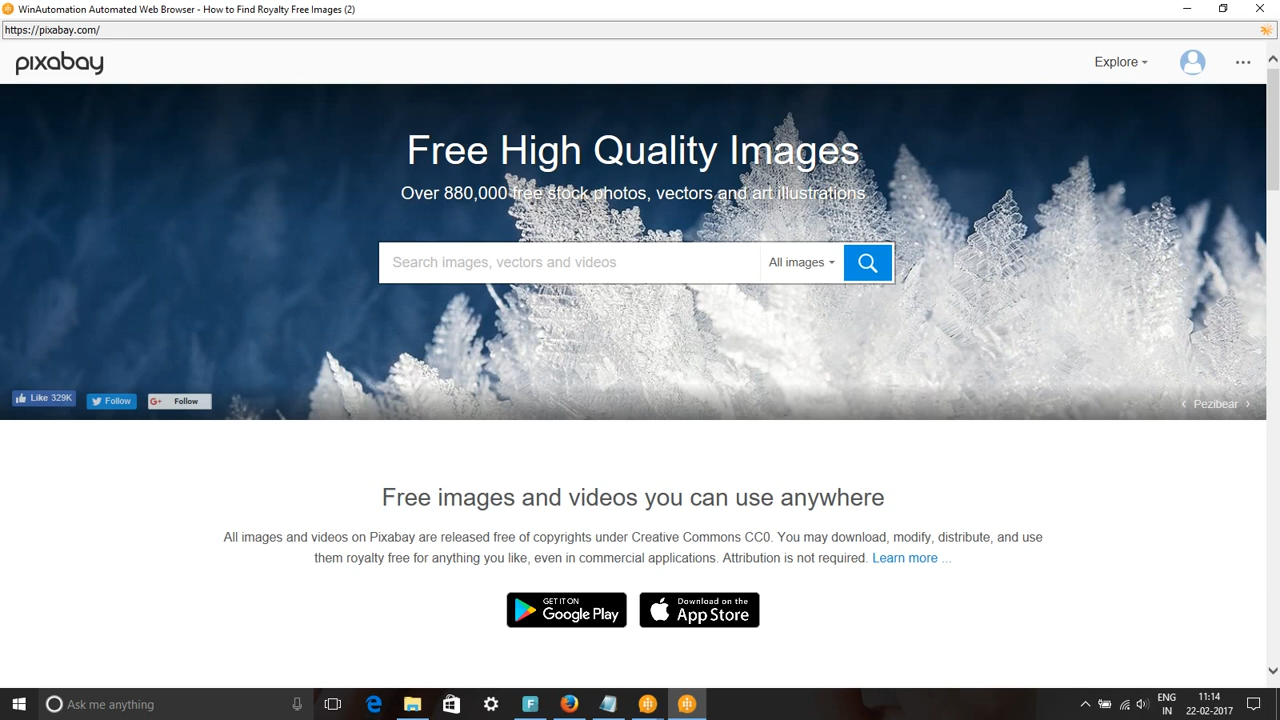 WinAutomation Automated Web Browser - How to Find Royalty Free Images (2)
https://pixabay.com/
pixabay
Explore
Free High Quality Images
Over 880,000 free stock photos, vectors and art illustrations
Search images, vectors and videos
All images
Like 329K
Follow
G+ Follow
‹ Pezibear ›
Free images and videos you can use anywhere
All images and videos on Pixabay are released free of copyrights under Creative Commons CC0. You may download, modify, distribute, and use
them royalty free for anything you like, even in commercial applications. Attribution is not required. Learn more ...
GET IT ON
Google Play
Download on the
App Store
Ask me anything
ENG
IN
11:14
22-02-2017